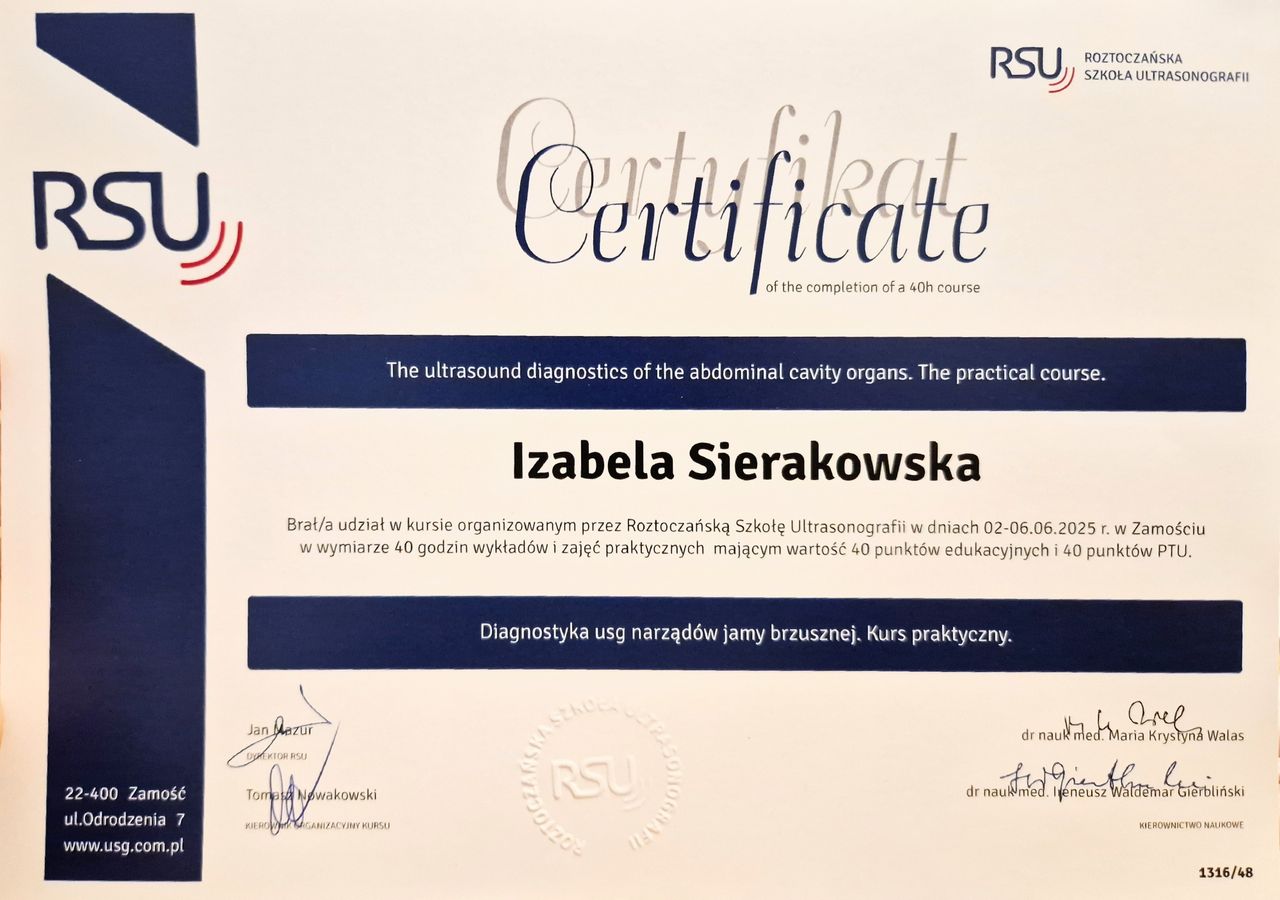 RSU ROZTOCZAŃSKA
SZKOŁA ULTRASONOGRAFII
RSU
Certyfikat
Certificate
of the completion of a 40h course
The ultrasound diagnostics of the abdominal cavity organs. The practical course.
Izabela Sierakowska
Brał/a udział w kursie organizowanym przez Roztoczańską Szkołę Ultrasonografii w dniach 02-06.06.2025 r. w Zamościu
w wymiarze 40 godzin wykładów i zajęć praktycznych mającym wartość 40 punktów edukacyjnych i 40 punktów PTU.
Diagnostyka usg narządów jamy brzusznej. Kurs praktyczny.
Jan Mazur
DYREKTOR RSU
Tomasz Nowakowski
KIEROWNIK ORGANIZACYJNY KURSU
ROZTOCZAŃSKA SZKOŁA ULTRASONOGRAFII
RSU
dr nauk med. Maria Krystyna Walas
dr nauk med. Ireneusz Waldemar Gierbliński
KIEROWNICTWO NAUKOWE
22-400 Zamość
ul.Odrodzenia 7
www.usg.com.pl
1316/48